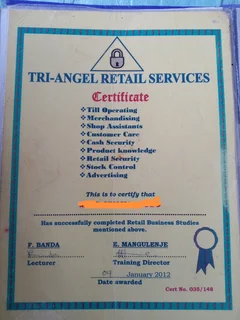 TRI-ANGEL RETAIL SERVICES
Certificate
Till Operating
Merchandising
Shop Assistants
Customer Care
Cash Security
Product knowledge
Retail Security
Stock Control
Advertising
This is to certify that
Has successfully completed Retail Business Studies
mentioned above.
F. BANDA E. MANGULENJE
Lecturer Training Director
09 January 2012
Date awarded
Cert No. 035/148